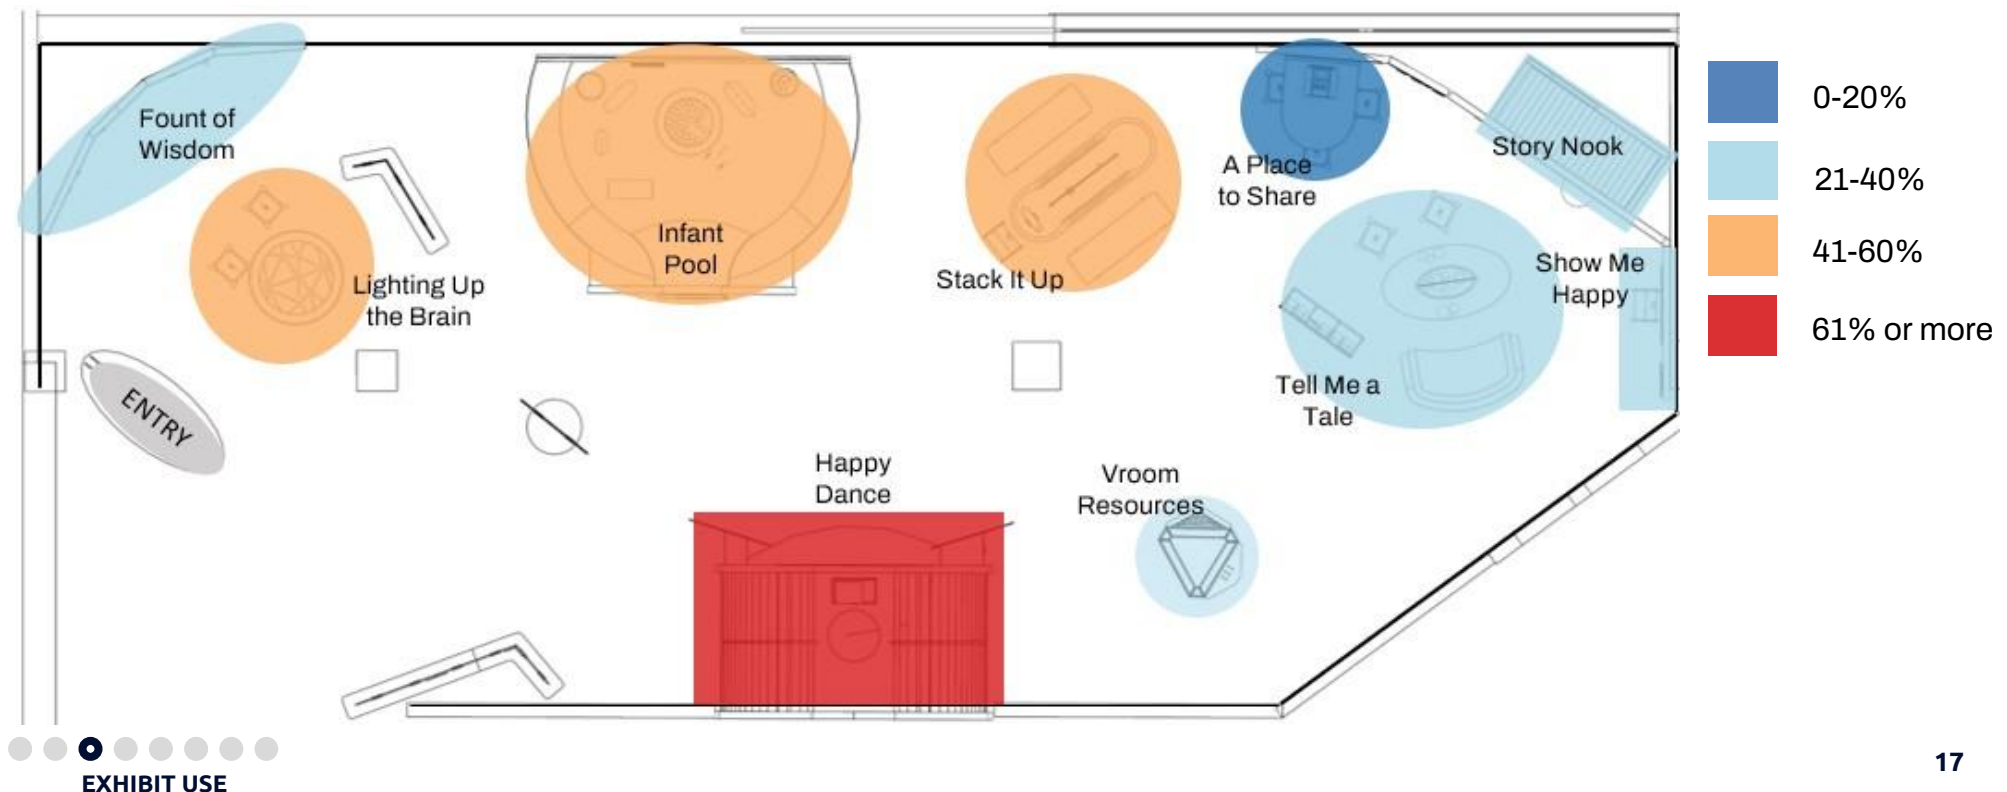 Fount of
Wisdom
Lighting Up
the Brain
Infant
Pool
Stack It Up
A Place
to Share
Story Nook
Show Me
Happy
Tell Me a
Tale
ENTRY
Happy
Dance
Vroom
Resources
0-20%
21-40%
41-60%
61% or more
EXHIBIT USE
17